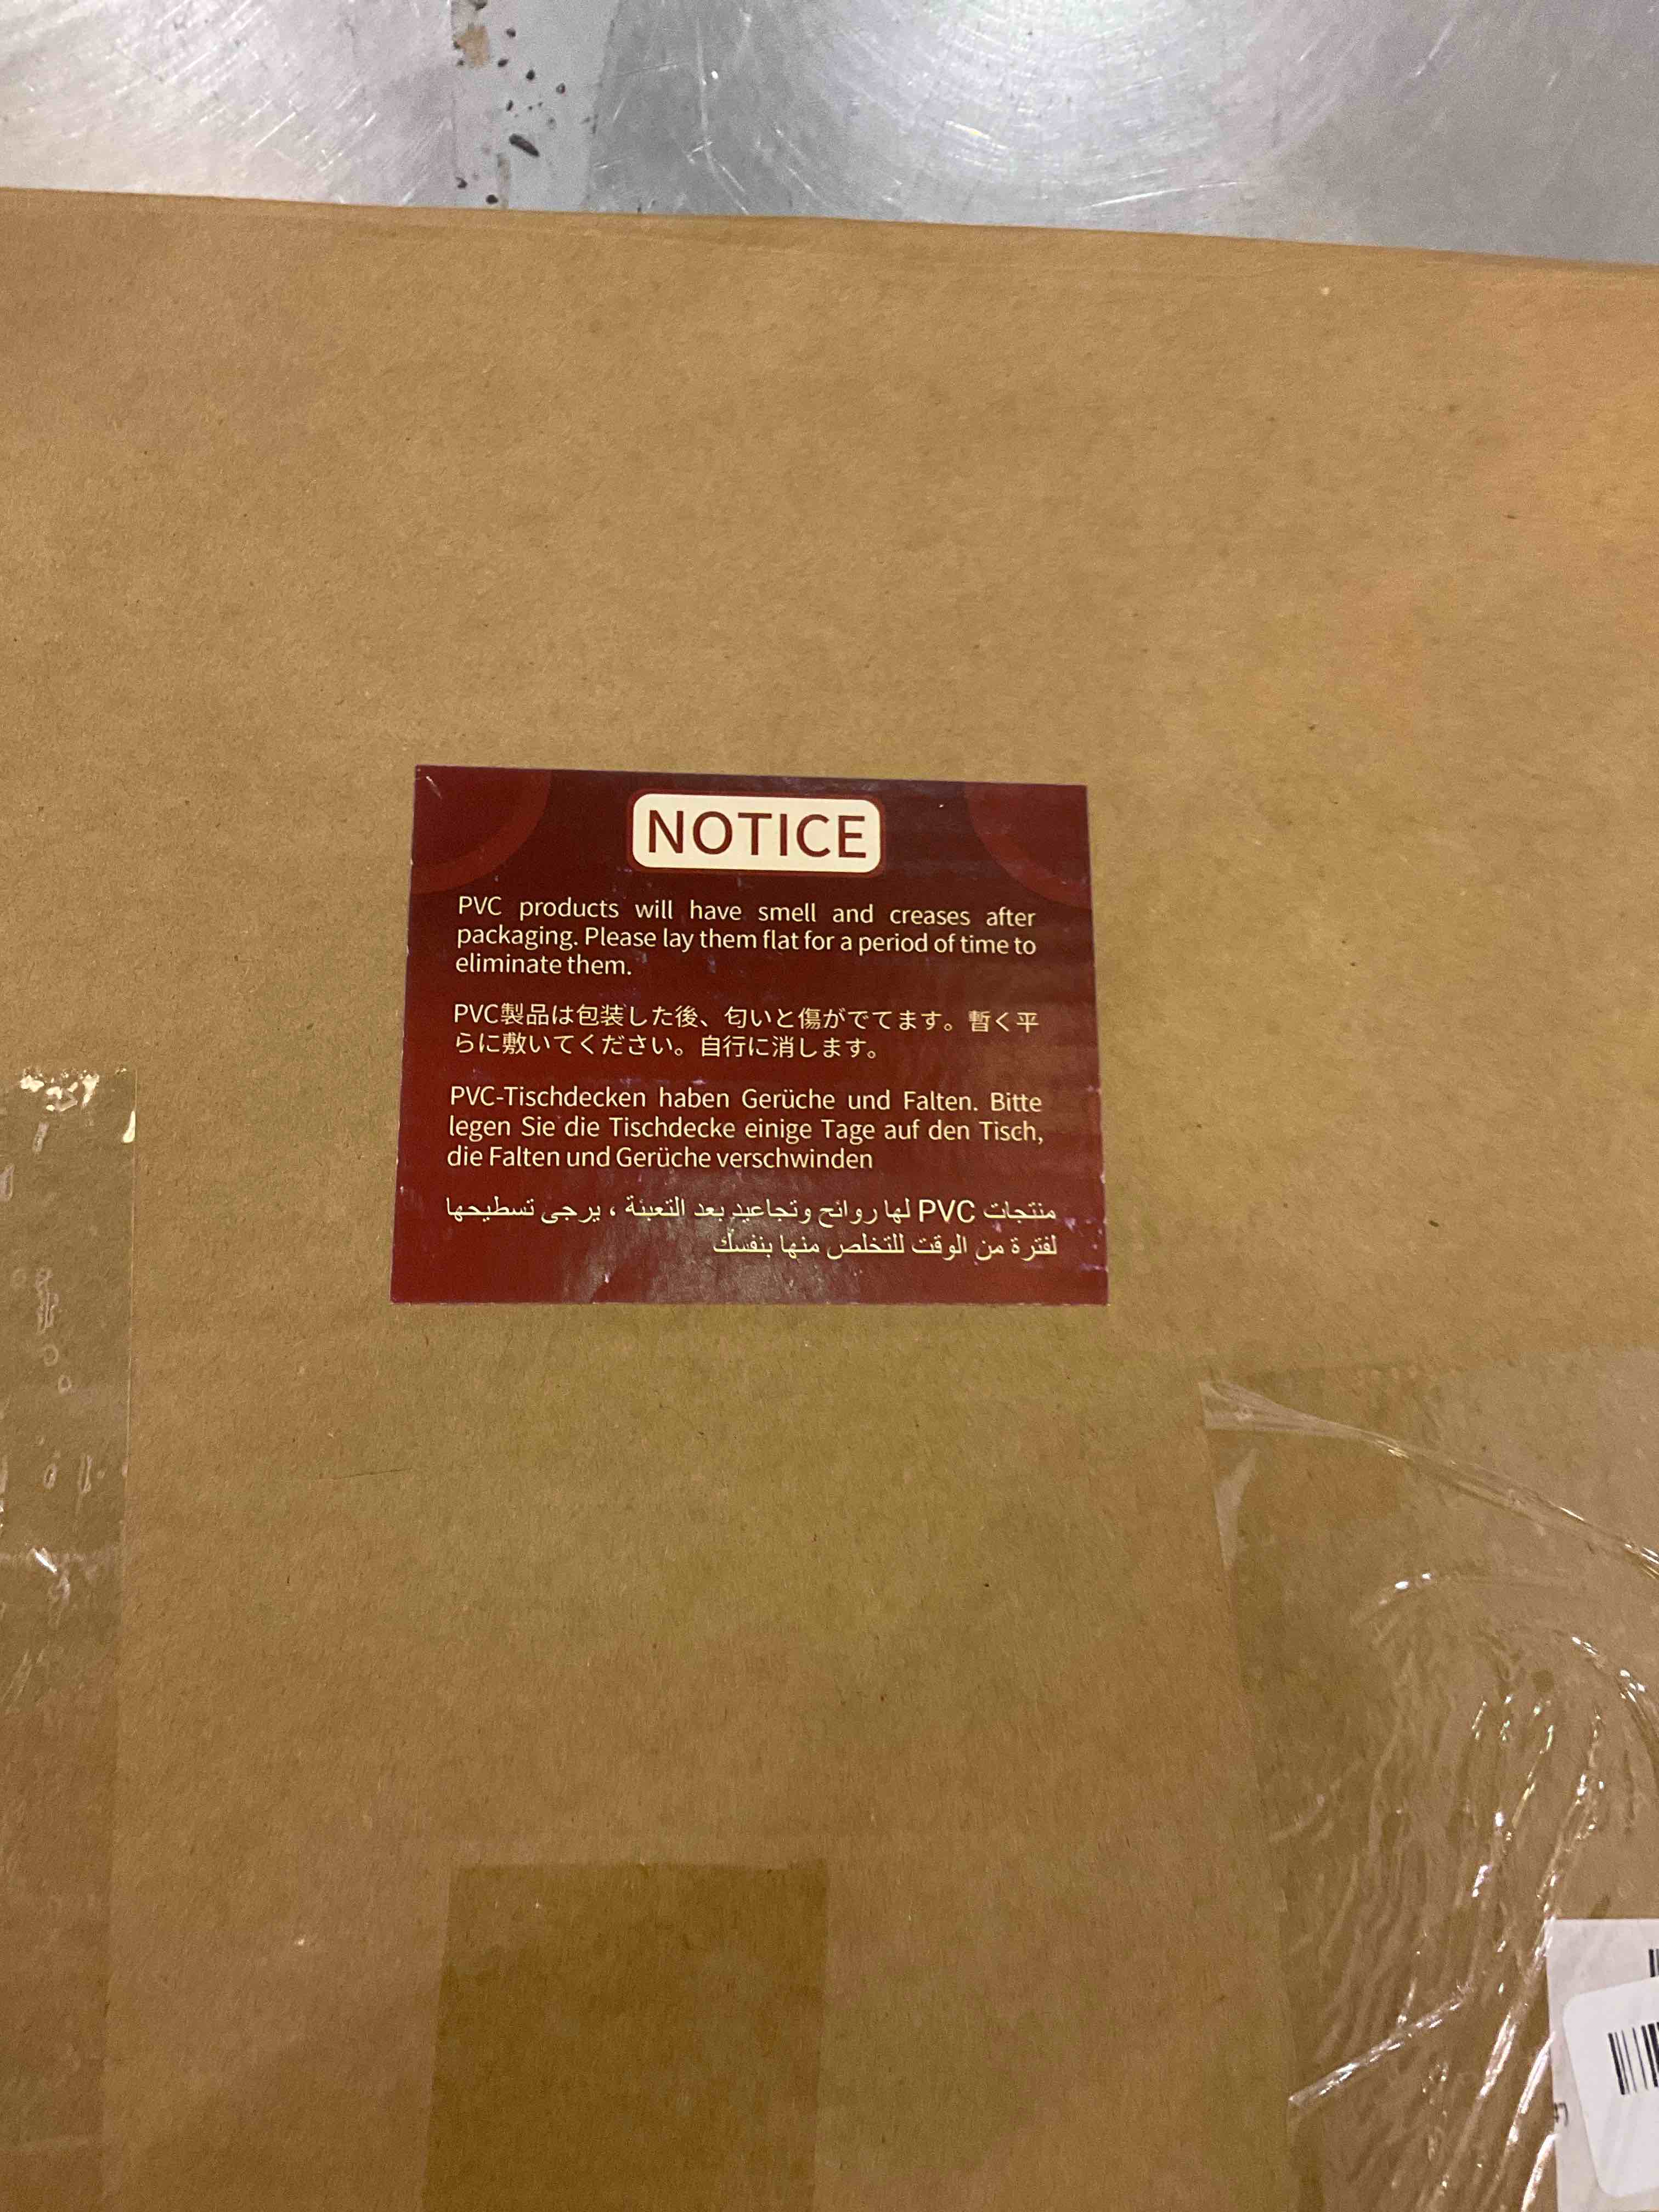 NOTICE
PVC products will have smell and creases after
packaging. Please lay them flat for a period of time to
eliminate them.
PVC製品は包装した後、匂いと傷がでてます。暫く平
らに敷いてください。自行に消します。
PVC-Tischdecken haben Gerüche und Falten. Bitte
legen Sie die Tischdecke einige Tage auf den Tisch,
die Falten und Gerüche verschwinden
منتجات PVC لها روائح وتجاعيد بعد التعبئة ، يرجى تسطيحها
لفترة من الوقت للتخلص منها بنفسك